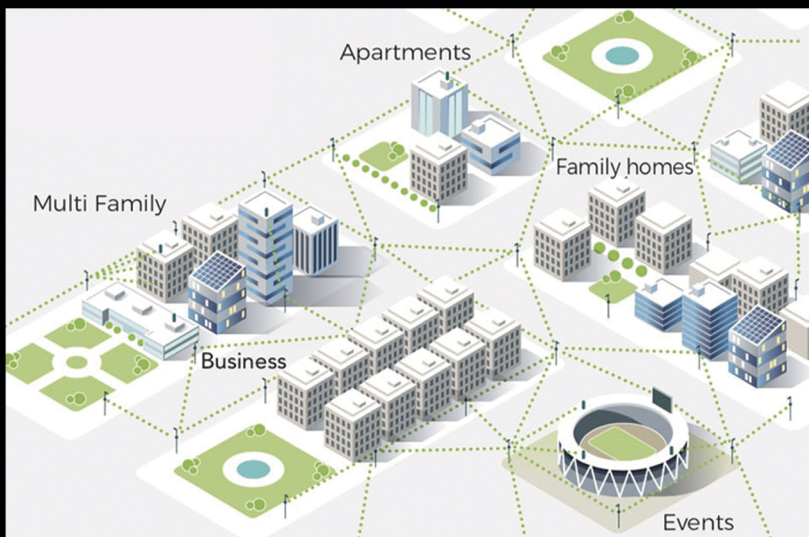 Apartments
Family homes
Multi Family
Business
Events